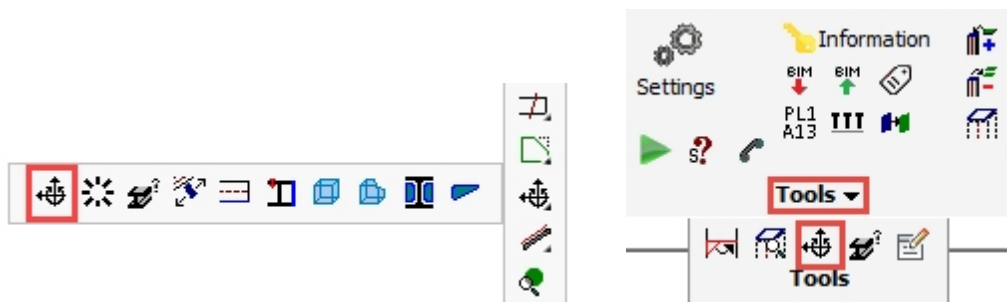 Information
Settings
BIM BIM
PL1
A13
S?
Tools
Tools